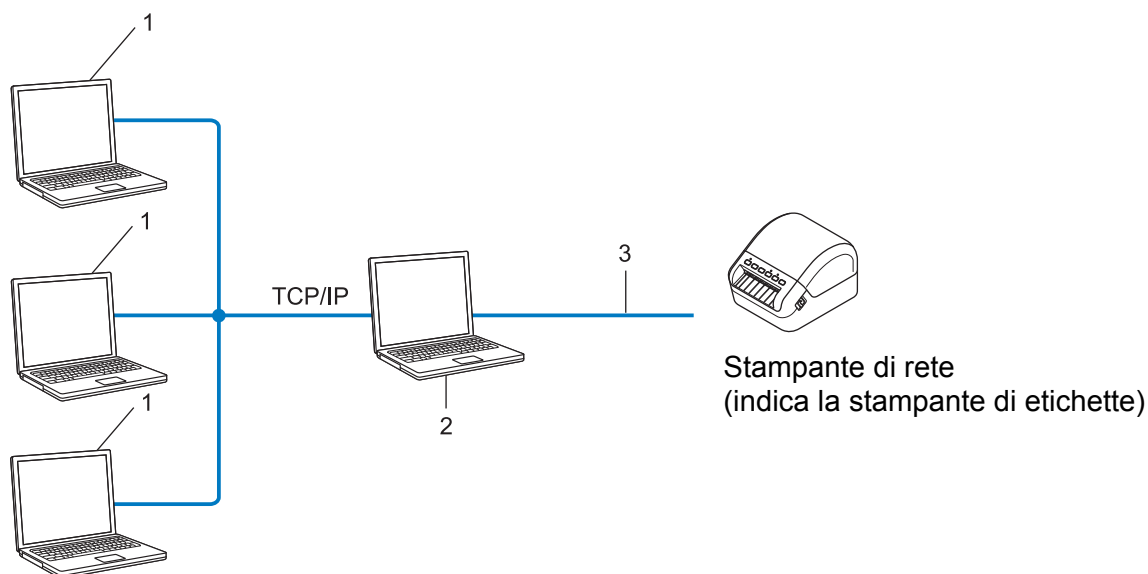 1
1
3
TCP/IP
Stampante di rete
(indica la stampante di etichette)
1
2